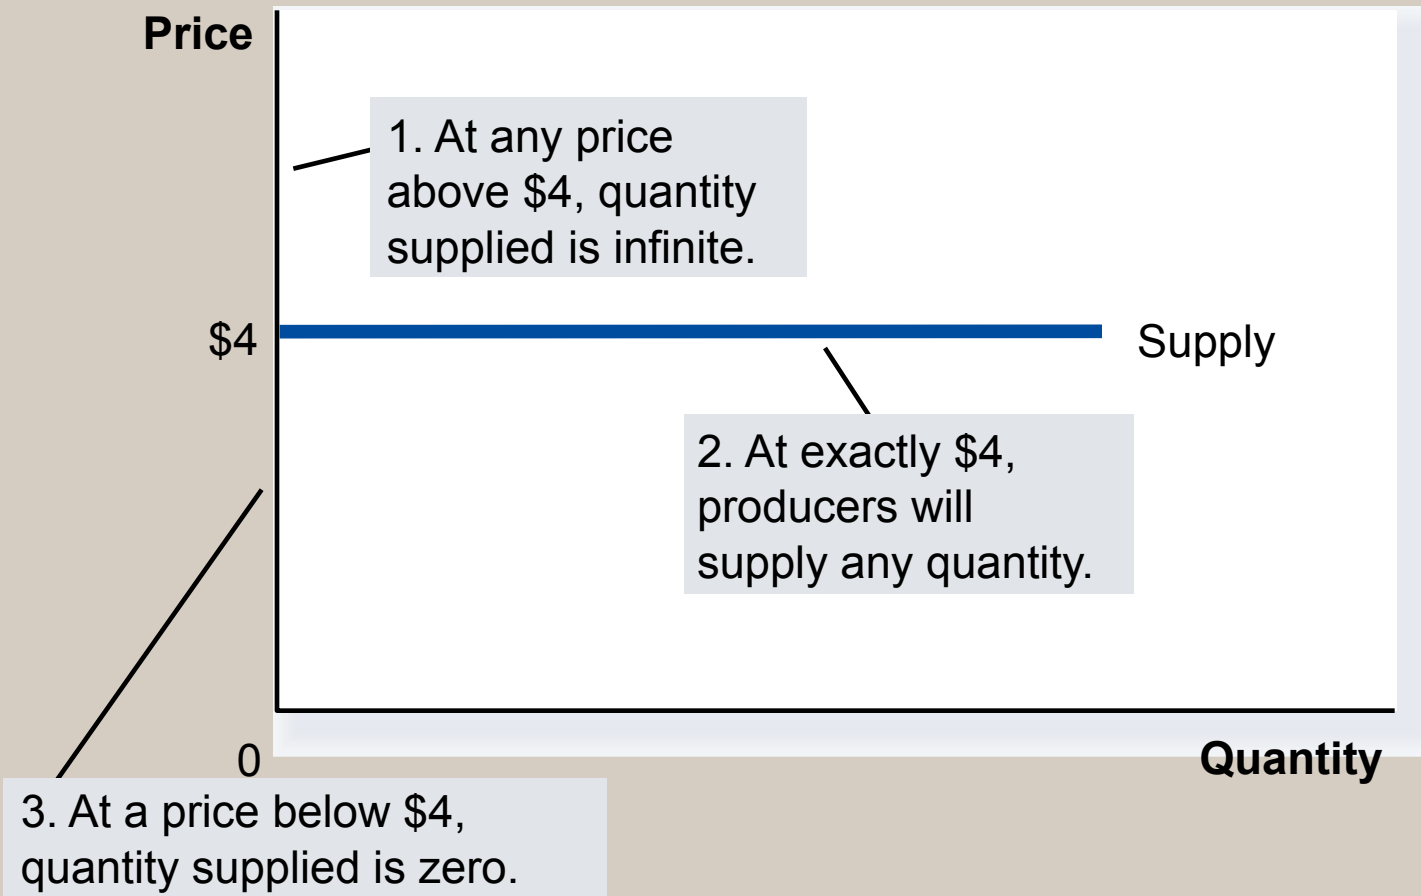 Price
1. At any price
above $4, quantity
supplied is infinite.
$4
Supply
2. At exactly $4,
producers will
supply any quantity.
0
Quantity
3. At a price below $4,
quantity supplied is zero.